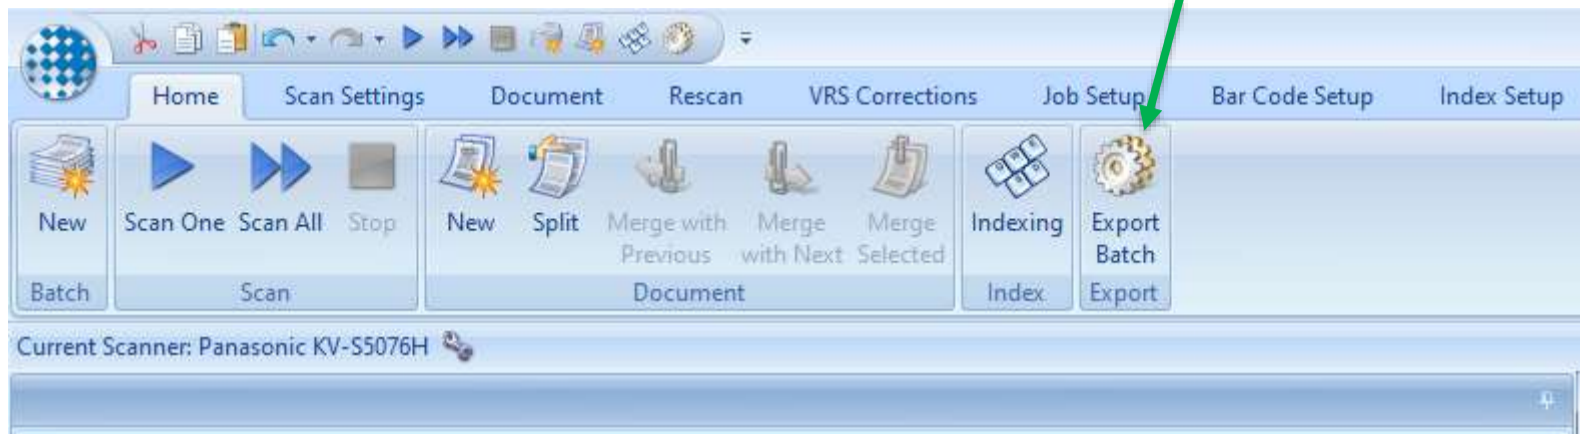 Home Scan Settings Document Rescan VRS Corrections Job Setup Bar Code Setup Index Setup
New Scan One Scan All Stop New Split Merge with Merge Merge Indexing Export
Previous with Next Selected Batch
Batch Scan Document Index Export
Current Scanner: Panasonic KV-S5076H